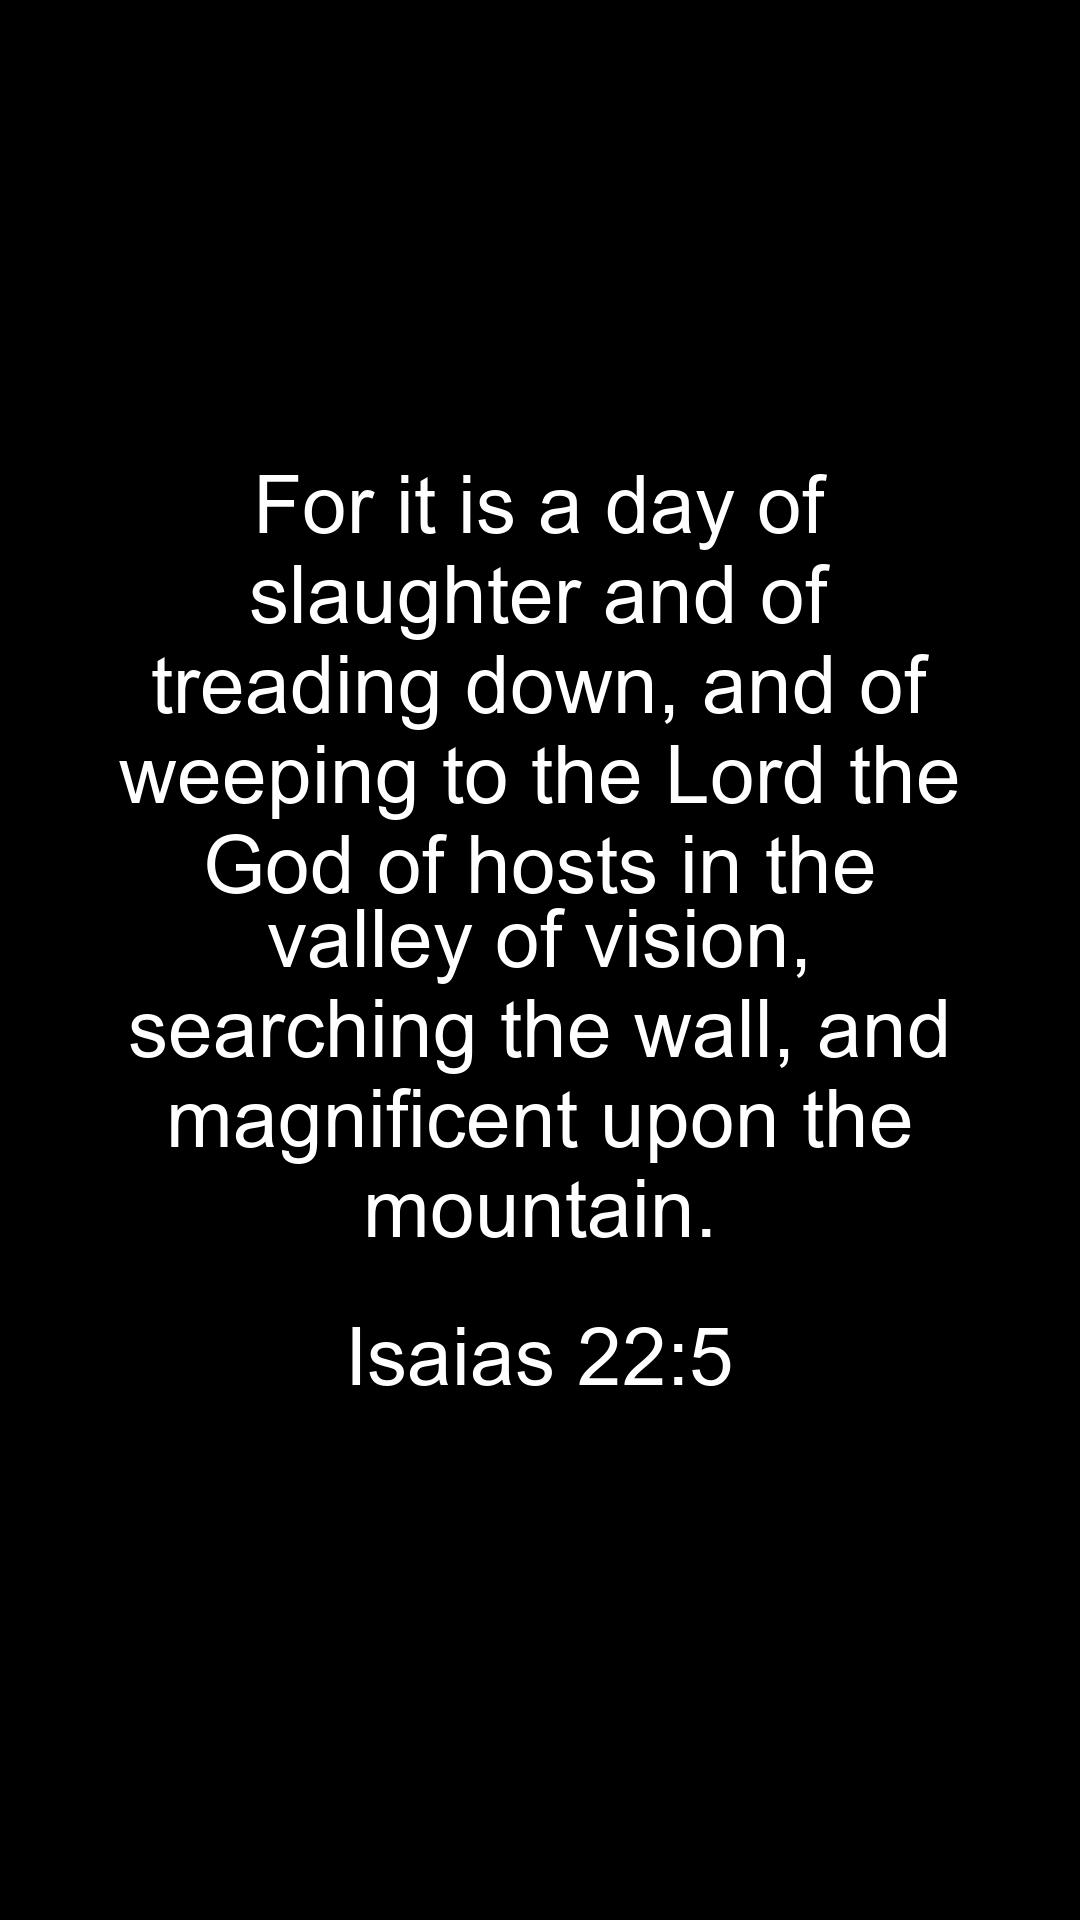 For it is a day of
slaughter and of
treading down, and of
weeping to the Lord the
God of hosts in the
valley of vision,
searching the wall, and
magnificent upon the
mountain.
Isaias 22:5